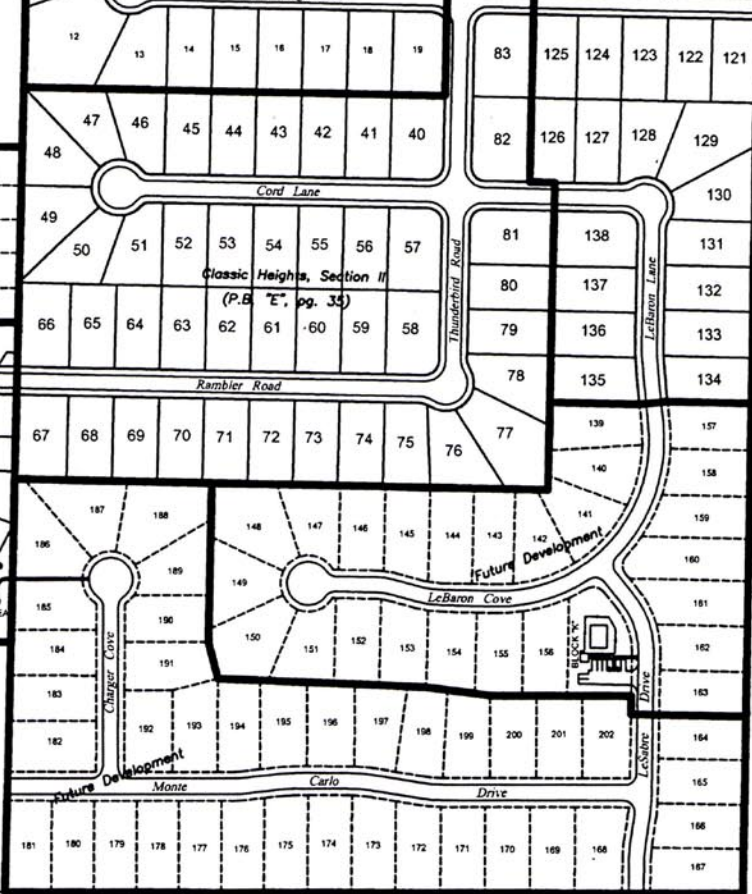 12 13 14 15 16 17 18 19 83 125 124 123 122 121
48 47 46 45 44 43 42 41 40 82 126 127 128 129
Cord Lane
130
49 50 51 52 53 54 55 56 57 81 138 131
Classic Heights, Section II
(P.B. "E", pg. 35)
Thunderbird Road
LeBaron Lane
80 137 132
66 65 64 63 62 61 60 59 58 79 136 133
78 135 134
Rambler Road
67 68 69 70 71 72 73 74 75 76 77 139 157
140 158
187 188 148 147 146 145 144 143 142 141 159
Future Development
186 189 149 160
LeBaron Cove
185 190 150 151 152 153 154 155 156 161
BLOCK "K"
184 191 162
Charger Cove
183 163
LeSabre Drive
182 192 193 194 195 196 197 198 199 200 201 202 164
Future Development
Monte Carlo Drive
165
181 180 179 178 177 176 175 174 173 172 171 170 169 168 166
167